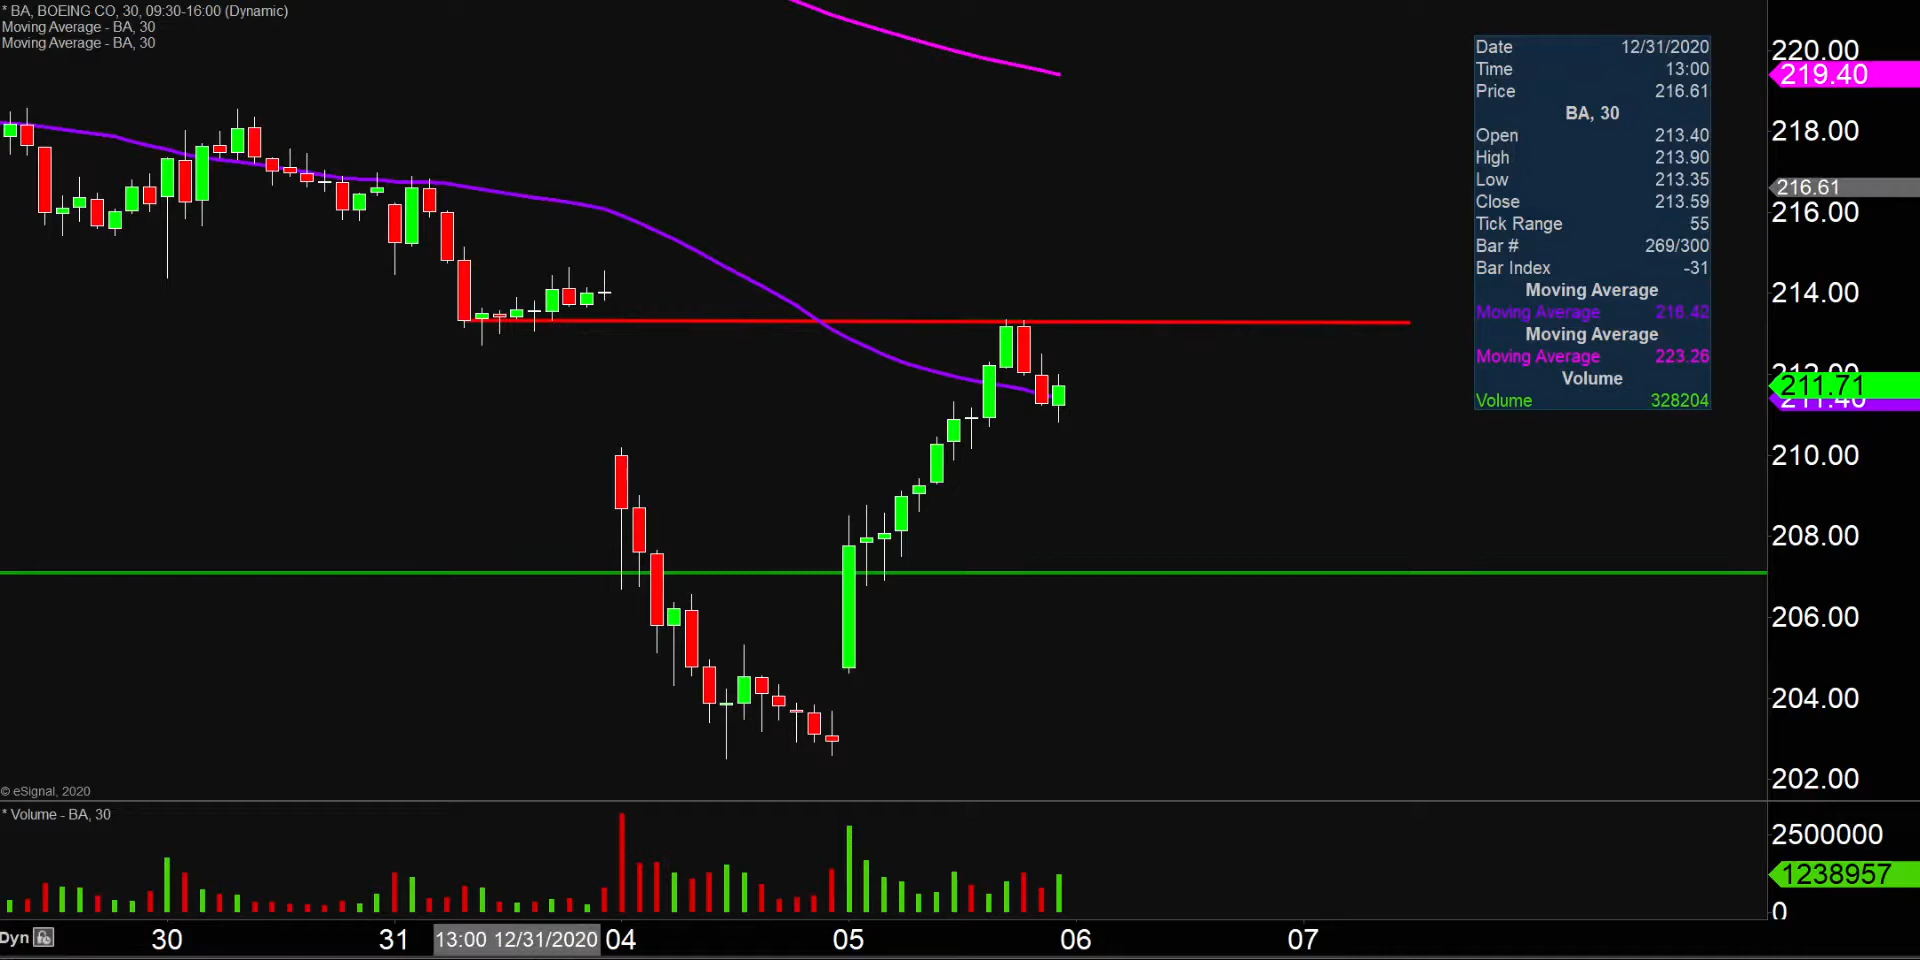 * BA, BOEING CO, 30, 09:30-16:00 (Dynamic)
Moving Average - BA, 30
Moving Average - BA, 30
Date 12/31/2020
Time 13:00
Price 216.61
BA, 30
Open 213.40
High 213.90
Low 213.35
Close 213.59
Tick Range 55
Bar # 269/300
Bar Index -31
Moving Average
Moving Average 216.42
Moving Average
Moving Average 223.26
Volume
Volume 328204
220.00
219.40
218.00
216.61
216.00
214.00
212.00
211.71
211.40
210.00
208.00
206.00
204.00
202.00
© eSignal, 2020
* Volume - BA, 30
2500000
1238957
0
Dyn
30 31 13:00 12/31/2020 04 05 06 07